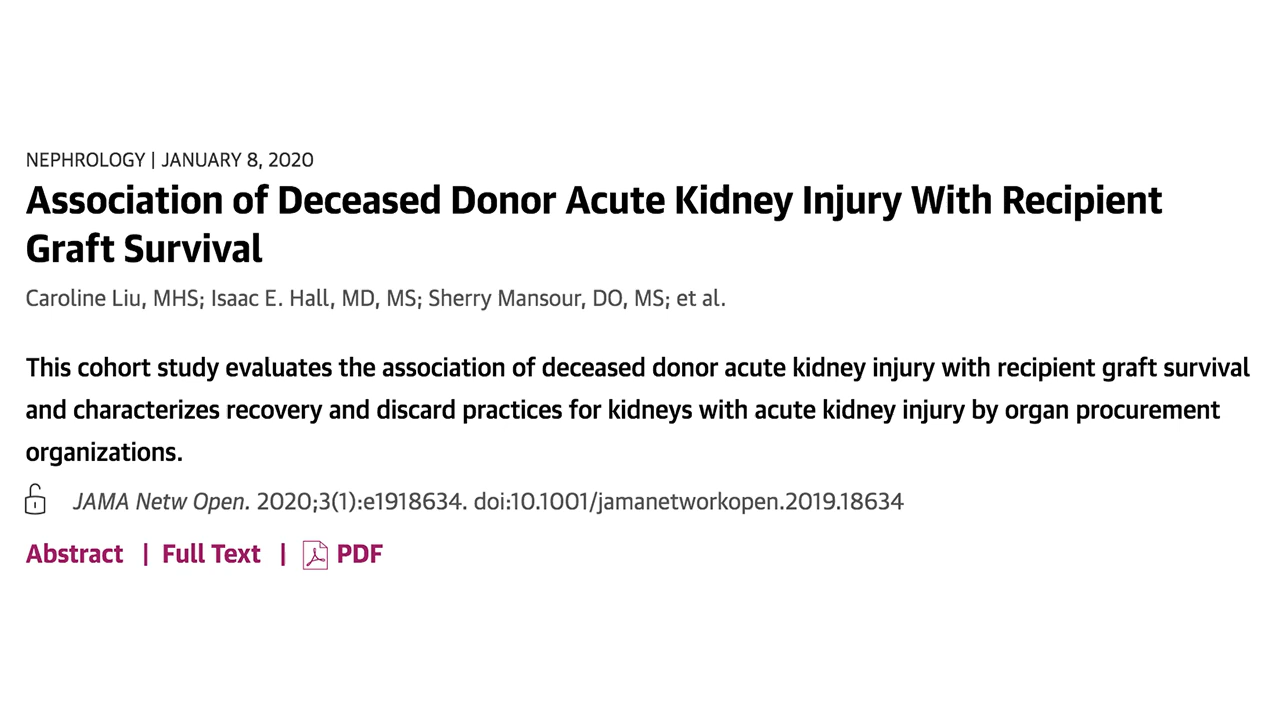 NEPHROLOGY | JANUARY 8, 2020
Association of Deceased Donor Acute Kidney Injury With Recipient
Graft Survival
Caroline Liu, MHS; Isaac E. Hall, MD, MS; Sherry Mansour, DO, MS; et al.
This cohort study evaluates the association of deceased donor acute kidney injury with recipient graft survival
and characterizes recovery and discard practices for kidneys with acute kidney injury by organ procurement
organizations.
JAMA Netw Open. 2020;3(1):e1918634. doi:10.1001/jamanetworkopen.2019.18634
Abstract | Full Text | PDF